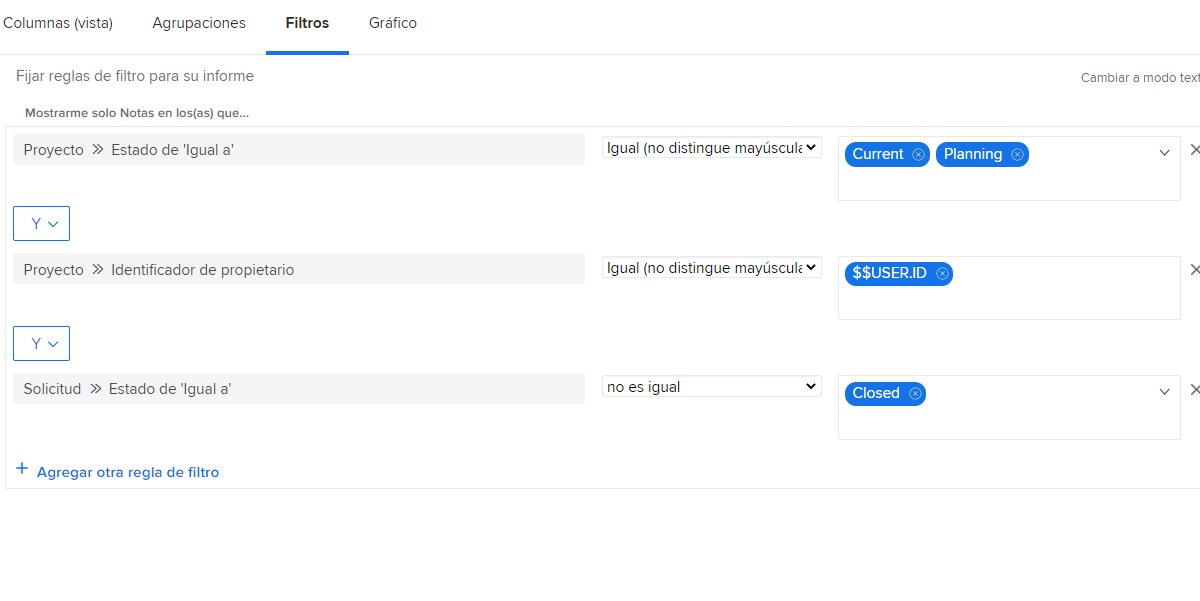 Columnas (vista) Agrupaciones Filtros Gráfico
Fijar reglas de filtro para su informe
Cambiar a modo text
Mostrarme solo Notas en los(as) que...
Proyecto Estado de 'Igual a' Igual (no distingue mayúscula Current Planning
Y
Proyecto Identificador de propietario Igual (no distingue mayúscula $$USER.ID
Y
Solicitud Estado de 'Igual a' no es igual Closed
Agregar otra regla de filtro